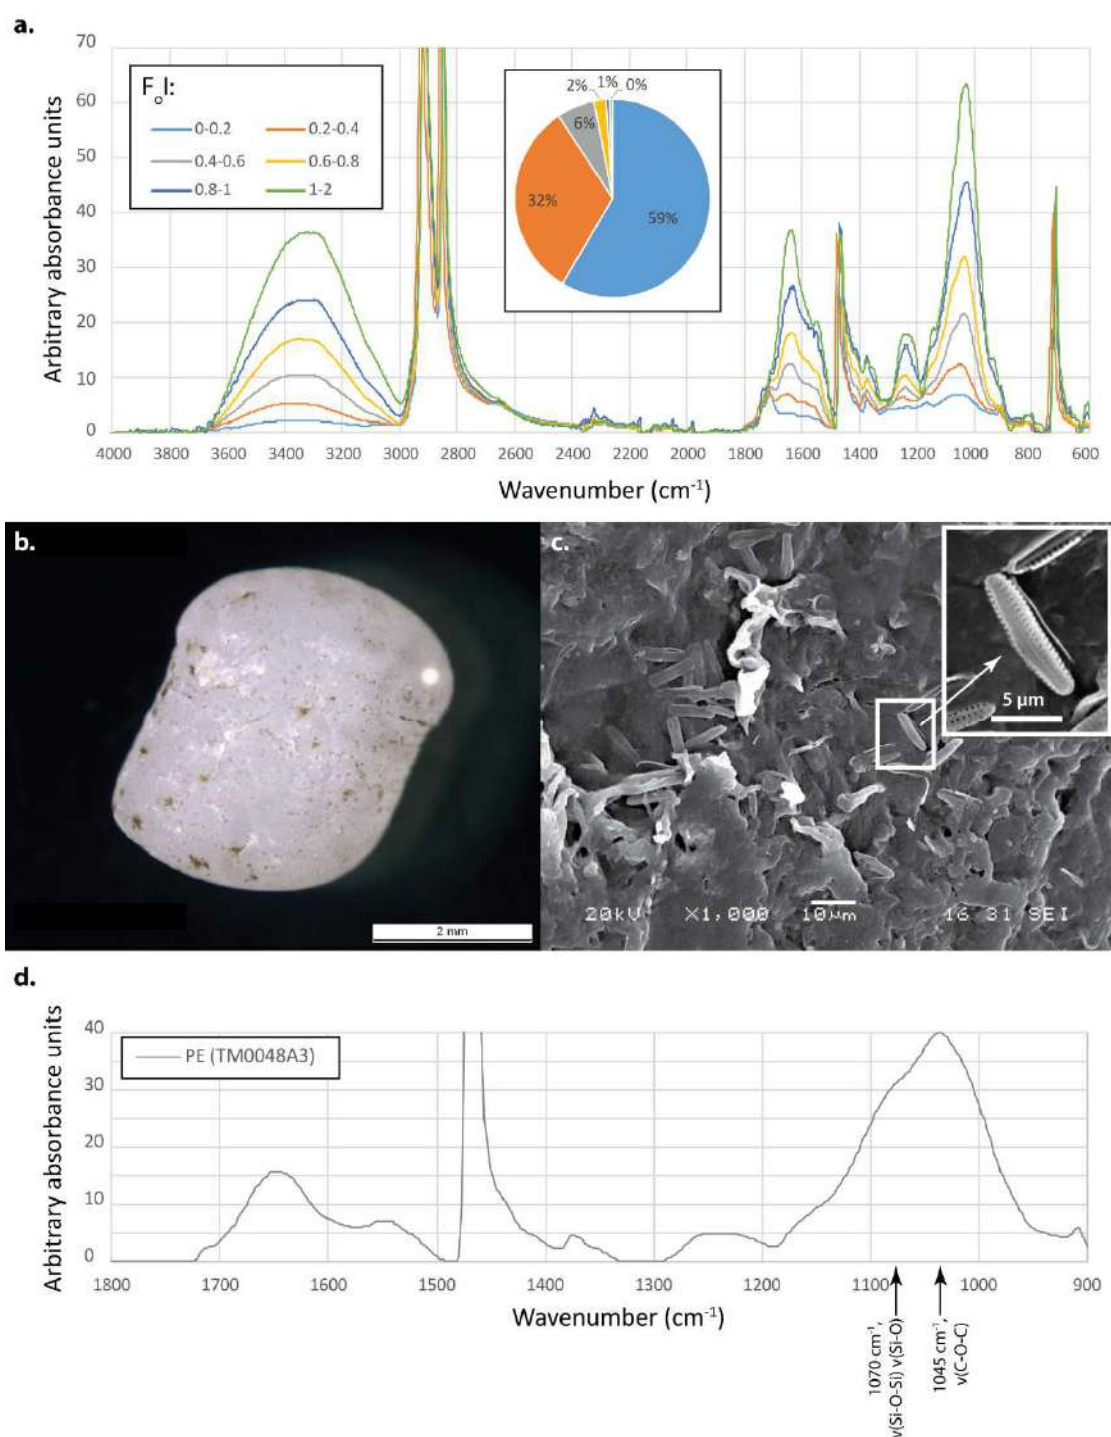 a.
Arbitrary absorbance units
70
60
50
40
30
20
10
0
FoI:
0-0.2 0.2-0.4
0.4-0.6 0.6-0.8
0.8-1 1-2
2% 1% 0%
6%
32%
59%
4000 3800 3600 3400 3200 3000 2800 2600 2400 2200 2000 1800 1600 1400 1200 1000 800 600
Wavenumber (cm⁻¹)
b.
2 mm
c.
5 µm
20kV X1,000 10µm 16 31 SEI
d.
Arbitrary absorbance units
40
30
20
10
0
PE (TM0048A3)
1800 1700 1600 1500 1400 1300 1200 1100 1000 900
Wavenumber (cm⁻¹)
1070 cm⁻¹,
ν(Si-O-Si) ν(Si-O)
1045 cm⁻¹,
ν(C-O-C)